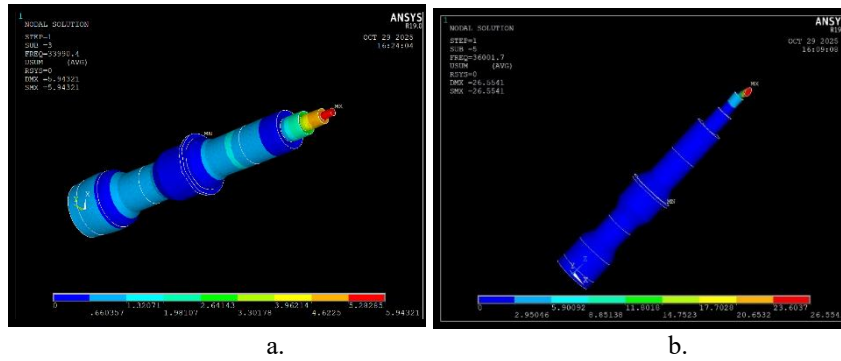 1
NODAL SOLUTION
STEP=1
SUB =3
FREQ=33990.4
USUM (AVG)
RSYS=0
DMX =5.94321
SMX =5.94321
ANSYS
R19.0
OCT 29 2025
16:24:04
MX
MN
X
0 1.32071 2.64143 3.96214 5.28285
.660357 1.98107 3.30178 4.6225 5.94321
a.
1
NODAL SOLUTION
STEP=1
SUB =5
FREQ=36001.7
USUM (AVG)
RSYS=0
DMX =26.5541
SMX =26.5541
ANSY
R19
OCT 29 2025
16:09:08
MX
MN
0 5.90092 11.8018 17.7028 23.6037
2.95046 8.85138 14.7523 20.6532 26.554
b.